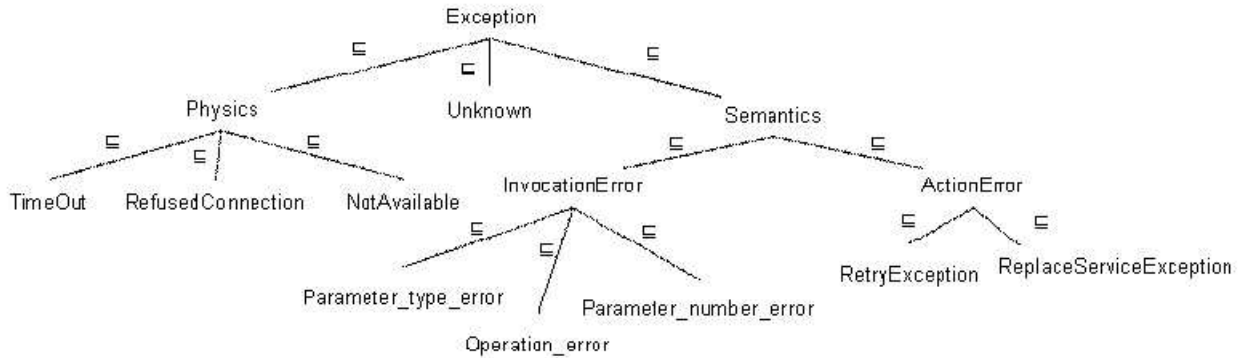 Exception
⊑ ⊑ ⊑
Physics Unknown Semantics
⊑ ⊑ ⊑ ⊑ ⊑
TimeOut RefusedConnection NotAvailable InvocationError ActionError
⊑ ⊑ ⊑ ⊑ ⊑
Parameter_type_error Operation_error Parameter_number_error RetryException ReplaceServiceException